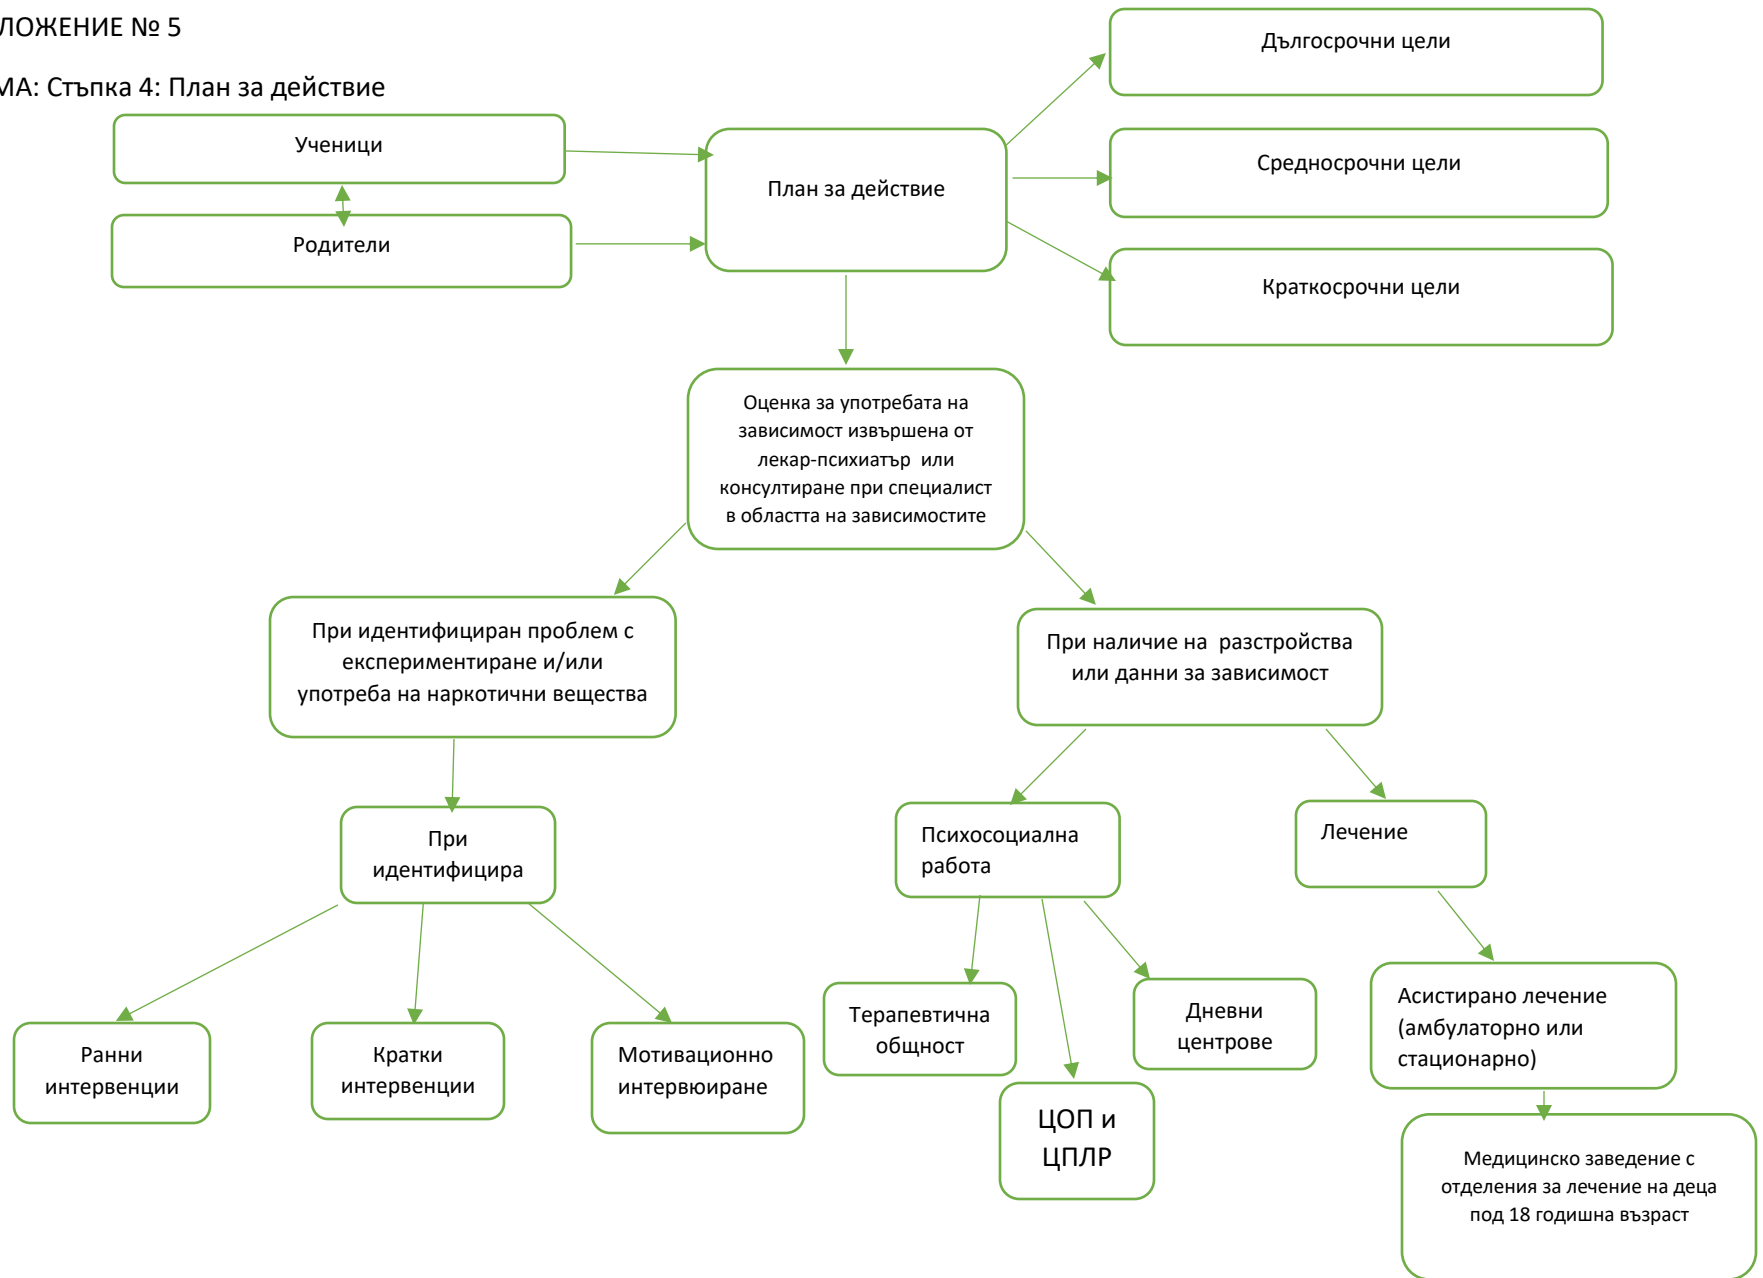 ЛОЖЕНИЕ № 5
МА: Стъпка 4: План за действие
Дългосрочни цели
Ученици
План за действие
Средносрочни цели
Родители
Краткосрочни цели
Оценка за употребата на
зависимост извършена от
лекар-психиатър или
консултиране при специалист
в областта на зависимостите
При идентифициран проблем с
експериментиране и/или
употреба на наркотични вещества
При наличие на разстройства
или данни за зависимост
При
идентифицира
Психосоциална
работа
Лечение
Ранни
интервенции
Кратки
интервенции
Мотивационно
интервюиране
Терапевтична
общност
ЦОП и
ЦПЛР
Дневни
центрове
Асистирано лечение
(амбулаторно или
стационарно)
Медицинско заведение с
отделения за лечение на деца
под 18 годишна възраст